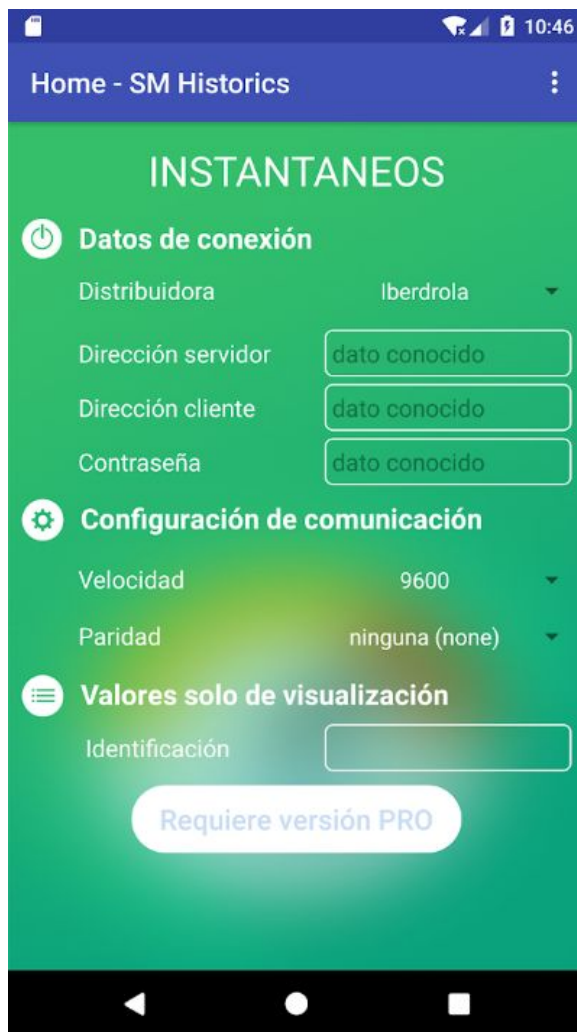 10:46
Home - SM Historics
INSTANTANEOS
Datos de conexión
Distribuidora Iberdrola
Dirección servidor dato conocido
Dirección cliente dato conocido
Contraseña dato conocido
Configuración de comunicación
Velocidad 9600
Paridad ninguna (none)
Valores solo de visualización
Identificación
Requiere versión PRO